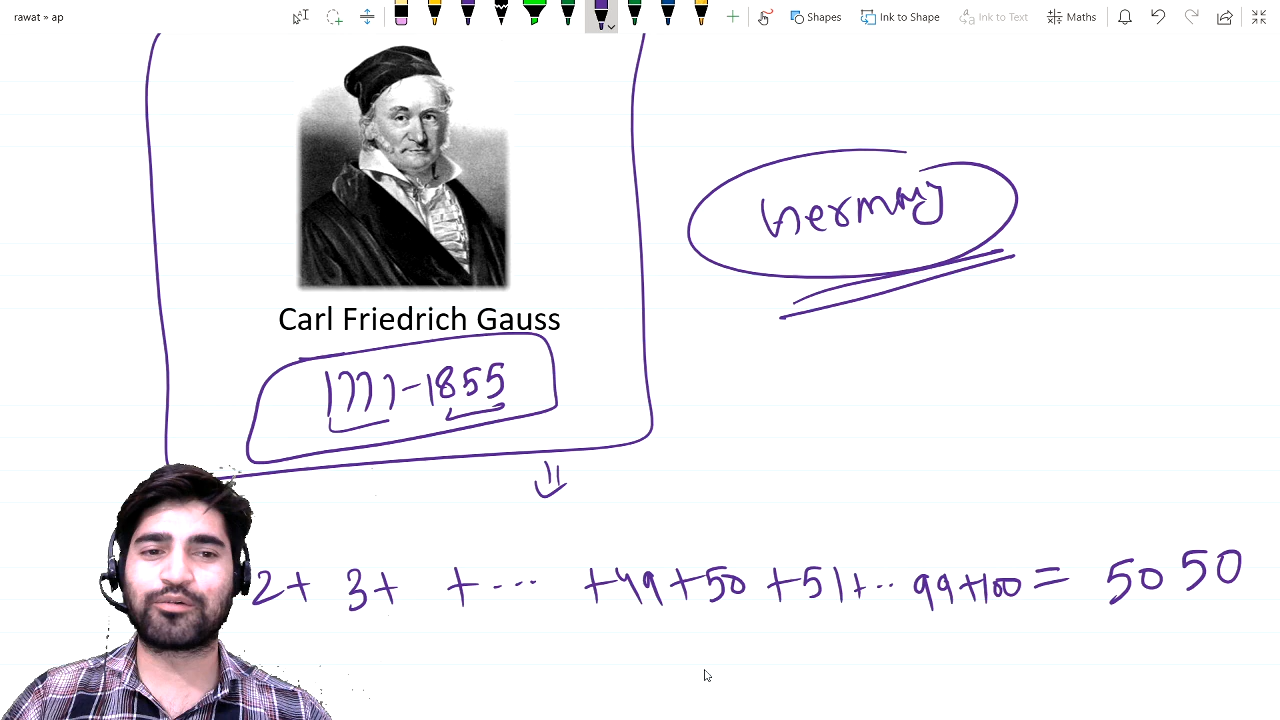 rawat » ap
Shapes
Ink to Shape
Ink to Text
Maths
Germany
Carl Friedrich Gauss
1777-1855
2+ 3+ +... +49+50 +51+.. 99+100= 5050